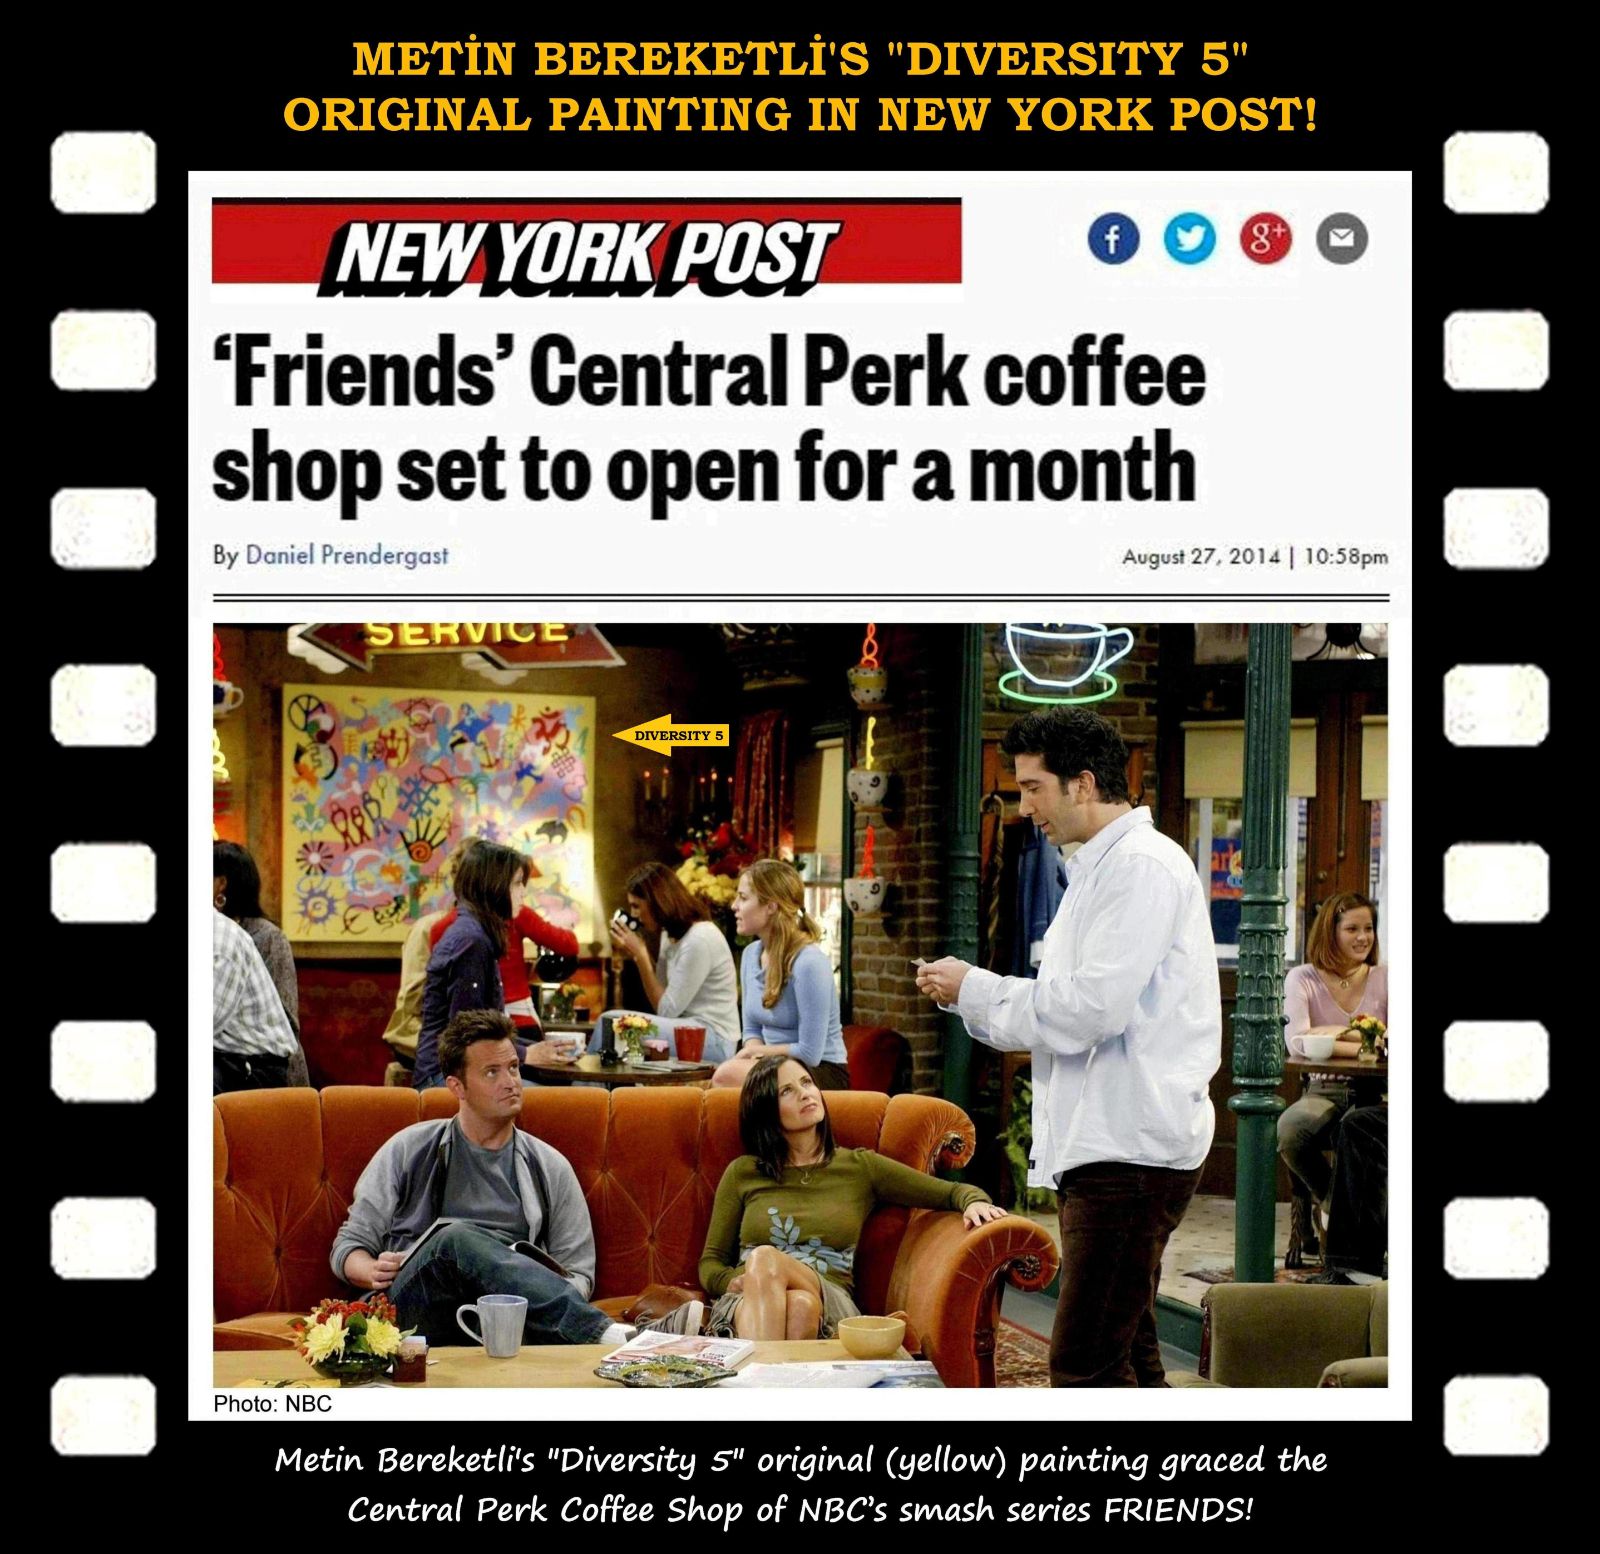 METİN BEREKETLİ'S "DIVERSITY 5"
ORIGINAL PAINTING IN NEW YORK POST!
NEW YORK POST
f
g+
‘Friends’ Central Perk coffee
shop set to open for a month
By Daniel Prendergast
August 27, 2014 | 10:58pm
SERVICE
DIVERSITY 5
Photo: NBC
Metin Bereketli's "Diversity 5" original (yellow) painting graced the
Central Perk Coffee Shop of NBC’s smash series FRIENDS!